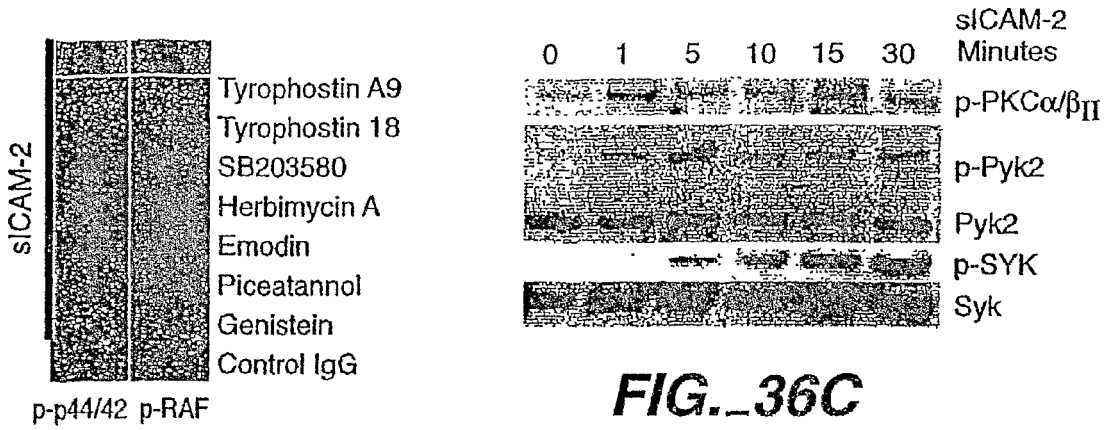 sICAM-2
Tyrophostin A9
Tyrophostin 18
SB203580
Herbimycin A
Emodin
Piceatannol
Genistein
Control IgG
p-p44/42 p-RAF
sICAM-2
0 1 5 10 15 30 Minutes
p-PKCα/βII
p-Pyk2
Pyk2
p-SYK
Syk
FIG._36C